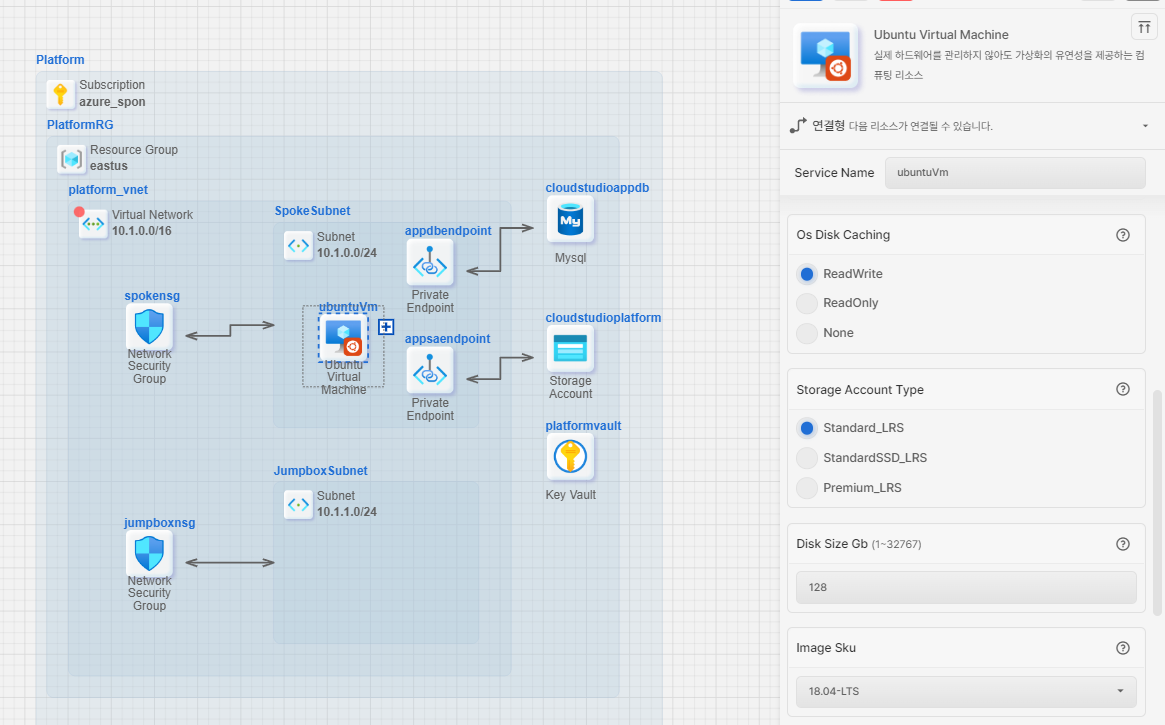 Platform
Subscription
azure_spon
PlatformRG
Resource Group
eastus
platform_vnet
Virtual Network
10.1.0.0/16
SpokeSubnet
Subnet
10.1.0.0/24
appdbendpoint
Private
Endpoint
cloudstudioappdb
My
Mysql
spokensg
Network
Security
Group
ubuntuVm
Ubuntu
Virtual
Machine
appsaendpoint
Private
Endpoint
cloudstudioplatform
Storage
Account
platformvault
Key Vault
JumpboxSubnet
Subnet
10.1.1.0/24
jumpboxnsg
Network
Security
Group
Ubuntu Virtual Machine
실제 하드웨어를 관리하지 않아도 가상화의 유연성을 제공하는 컴
퓨팅 리소스
연결형 다음 리소스가 연결될 수 있습니다.
Service Name
ubuntuVm
Os Disk Caching
ReadWrite
ReadOnly
None
Storage Account Type
Standard_LRS
StandardSSD_LRS
Premium_LRS
Disk Size Gb (1~32767)
128
Image Sku
18.04-LTS